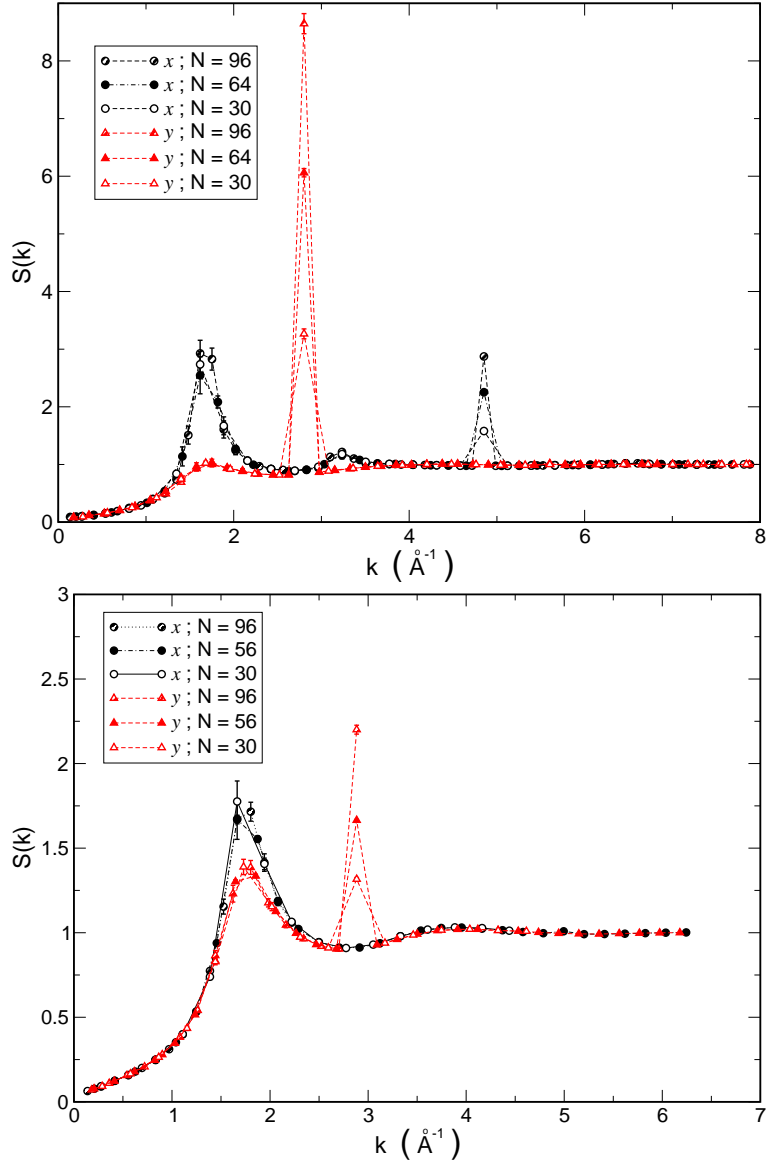 8
6
4
2
0
S(k)
x ; N = 96
x ; N = 64
x ; N = 30
y ; N = 96
y ; N = 64
y ; N = 30
0 2 4 6 8
k ( Å-1 )
3
2.5
2
1.5
1
0.5
0
S(k)
x ; N = 96
x ; N = 56
x ; N = 30
y ; N = 96
y ; N = 56
y ; N = 30
0 1 2 3 4 5 6 7
k ( Å-1 )